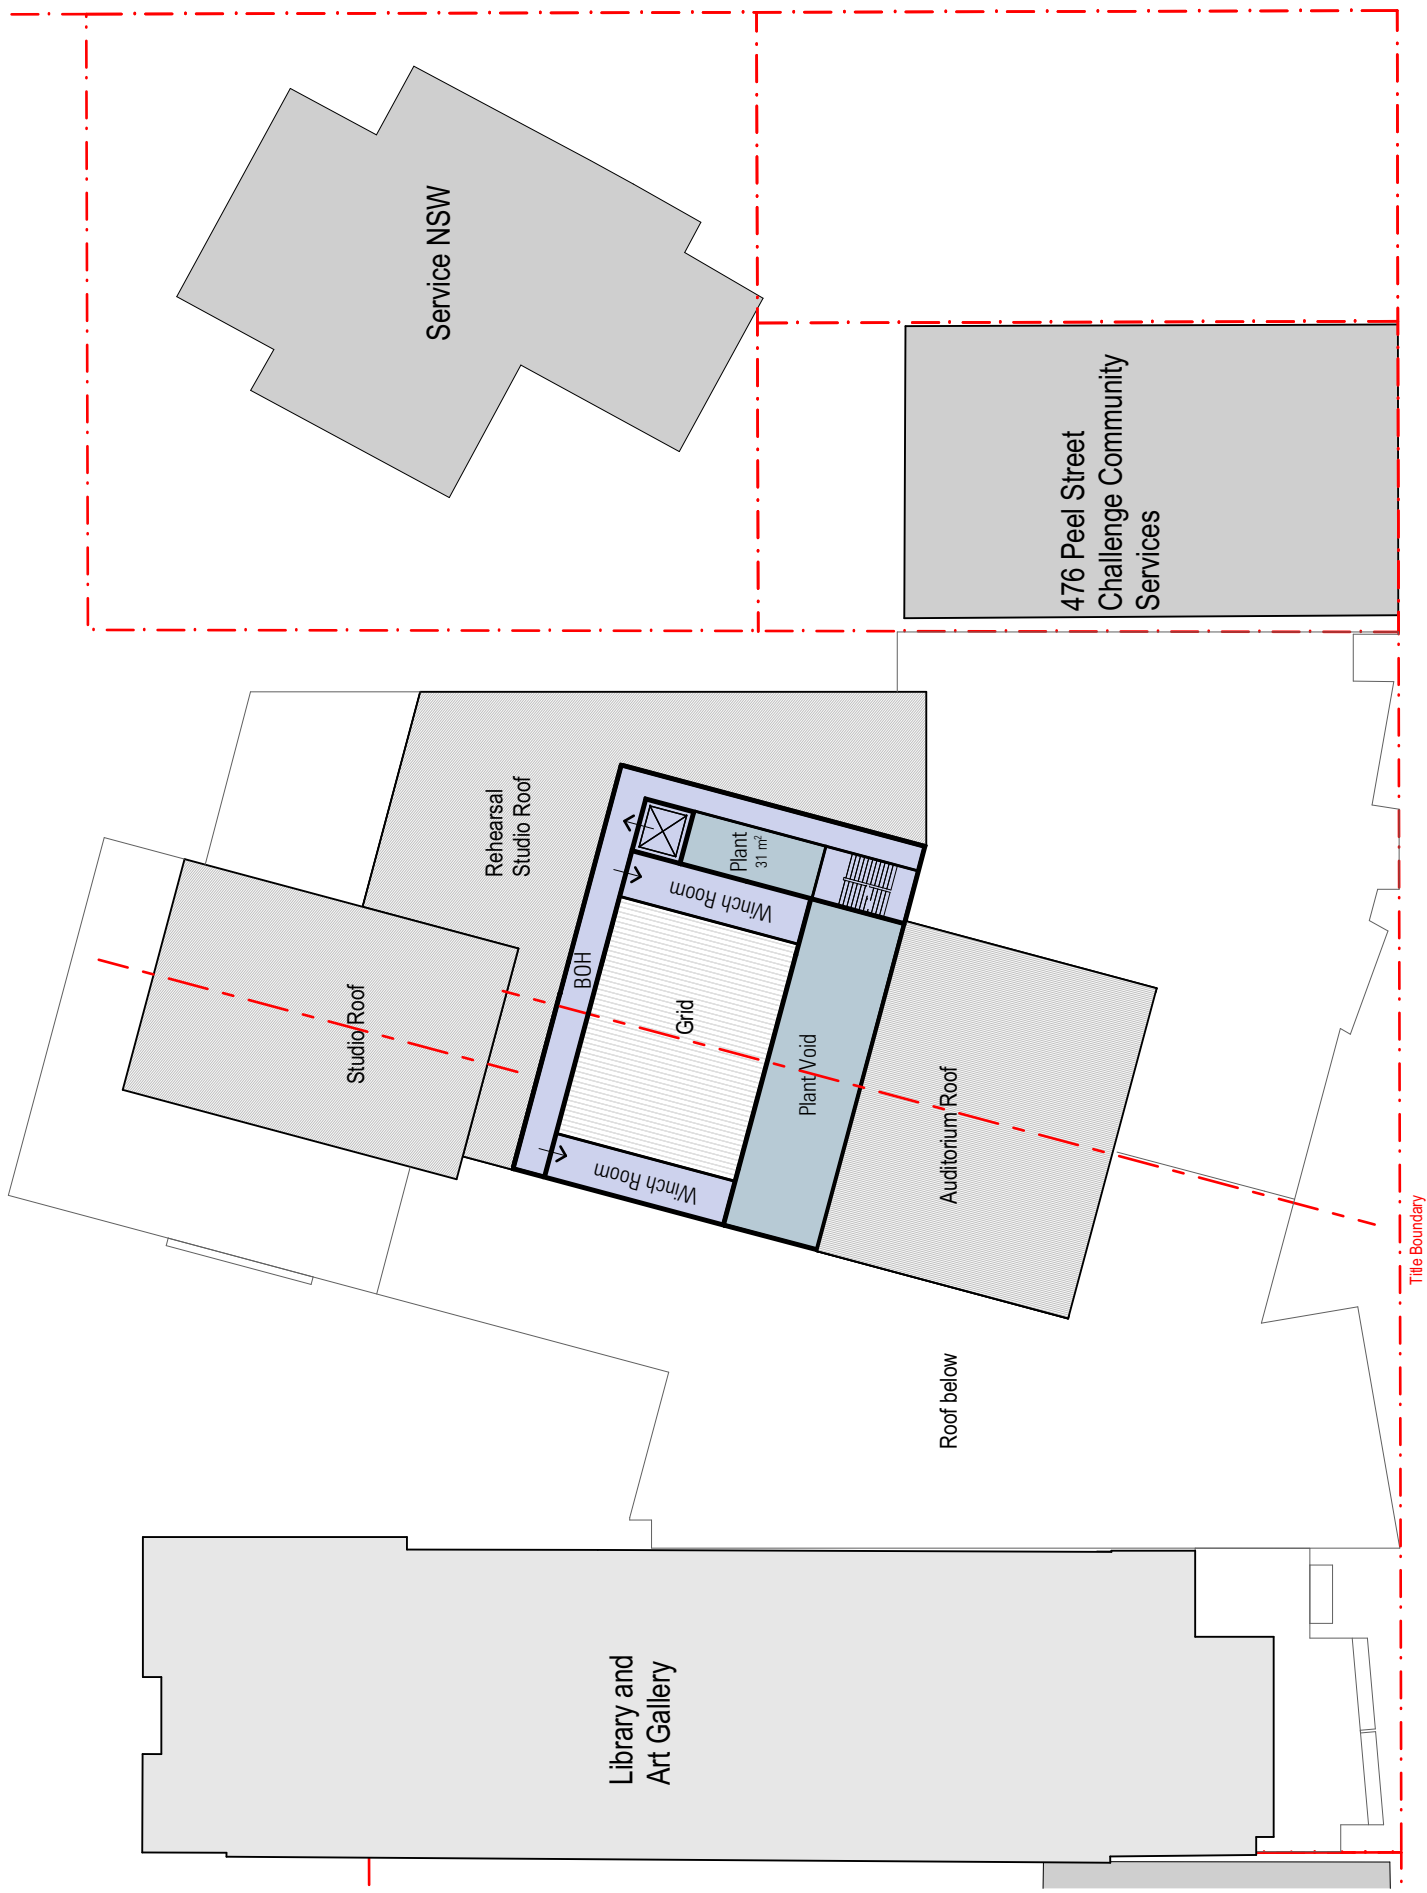 Service NSW
476 Peel Street
Challenge Community
Services
Rehearsal
Studio Roof
Plant
31 m²
Winch Room
BOH
Studio Roof
Grid
Plant Void
Auditorium Roof
Winch Room
Title Boundary
Roof below
Library and
Art Gallery